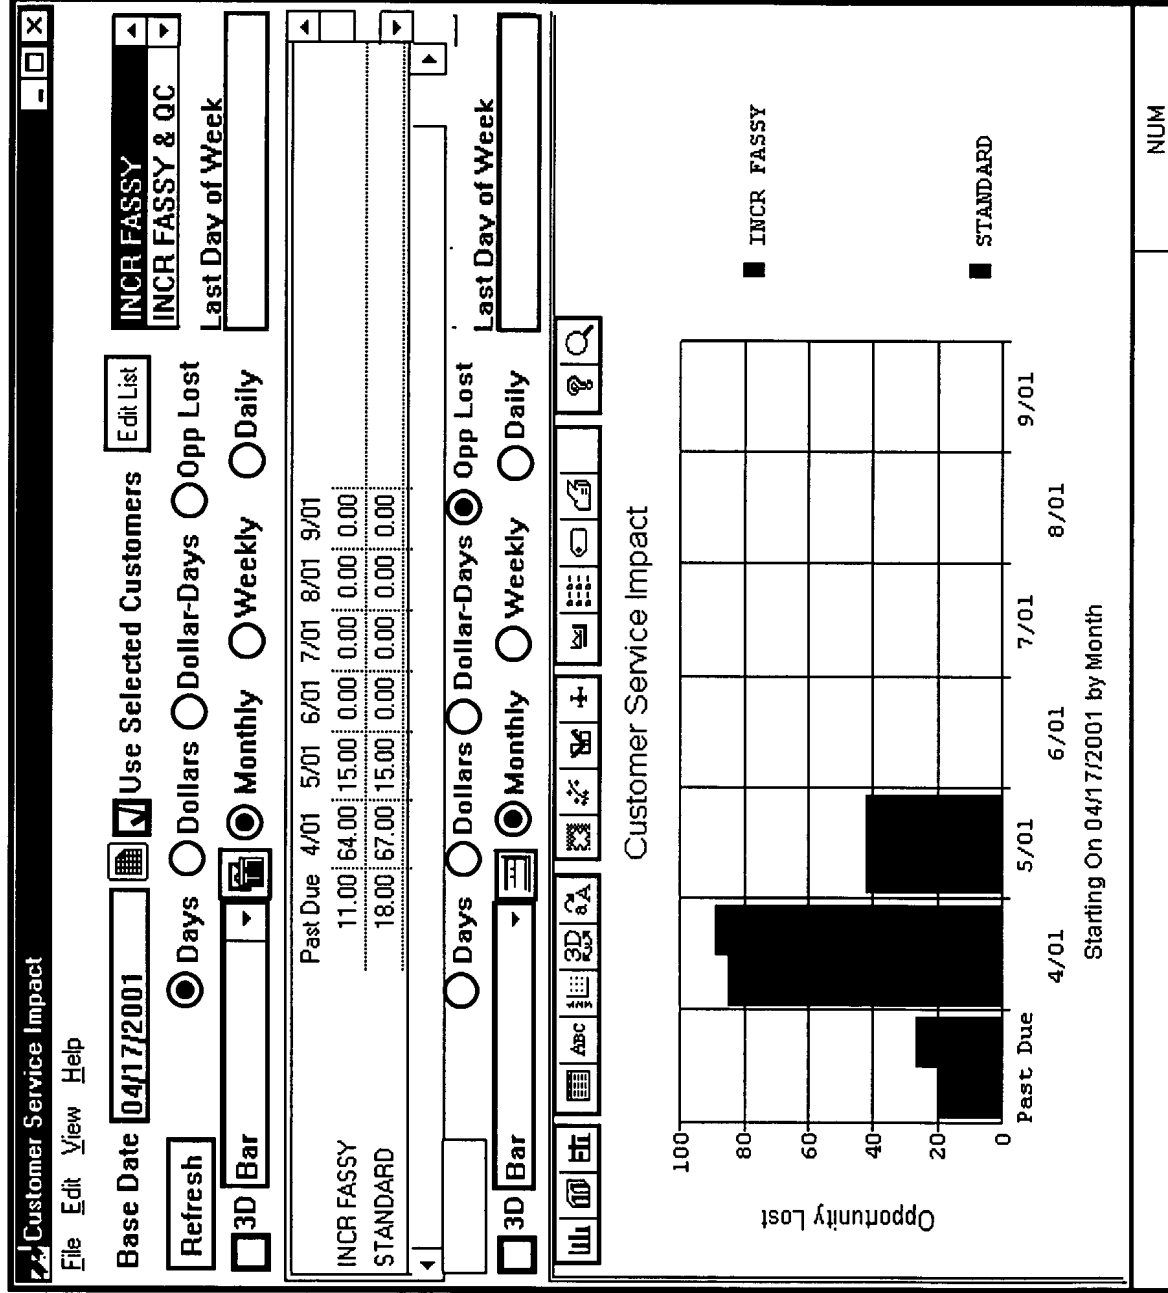 Customer Service Impact
File Edit View Help
Base Date 04/17/2001 Use Selected Customers Edit List INCR FASSY
INCR FASSY & QC
Refresh Days Dollars Dollar-Days Opp Lost Last Day of Week
3D Bar Monthly Weekly Daily
Past Due 4/01 5/01 6/01 7/01 8/01 9/01
INCR FASSY 11.00 64.00 15.00 0.00 0.00 0.00 0.00
STANDARD 18.00 67.00 15.00 0.00 0.00 0.00 0.00
Days Dollars Dollar-Days Opp Lost Last Day of Week
3D Bar Monthly Weekly Daily
ABC 3D aA ?
Customer Service Impact
Opportunity Lost
100
80
60
40
20
0
Past Due 4/01 5/01 6/01 7/01 8/01 9/01
Starting On 04/17/2001 by Month
INCR FASSY
STANDARD
NUM